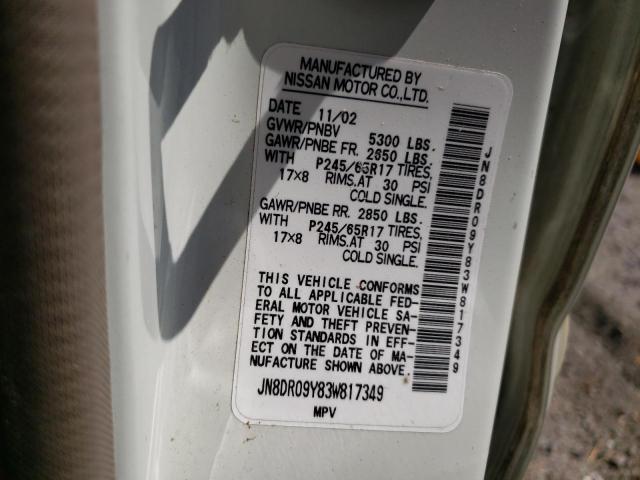 MANUFACTURED BY
NISSAN MOTOR CO.,LTD.
DATE 11/02
GVWR/PNBV 5300 LBS.
GAWR/PNBE FR. 2650 LBS.
WITH P245/65R17 TIRES,
17×8 RIMS.AT 30 PSI
COLD SINGLE.
GAWR/PNBE RR. 2850 LBS.
WITH P245/65R17 TIRES,
17×8 RIMS.AT 30 PSI
COLD SINGLE.
THIS VEHICLE CONFORMS
TO ALL APPLICABLE FED-
ERAL MOTOR VEHICLE SA-
FETY AND THEFT PREVEN-
TION STANDARDS IN EFF-
ECT ON THE DATE OF MA-
NUFACTURE SHOWN ABOVE.
JN8DR09Y83W817349
MPV
JN8DR09Y83W817349